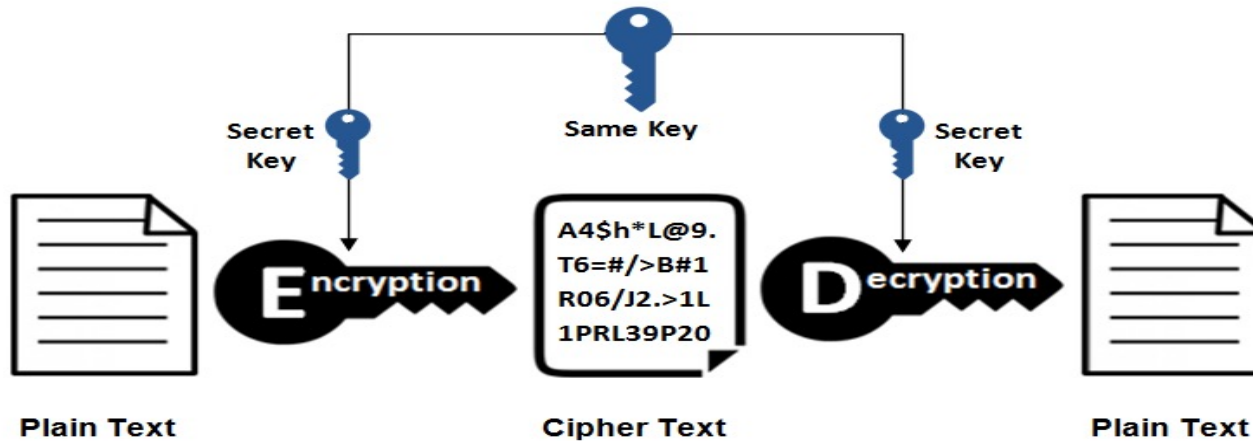 Same Key
Secret
Key
Secret
Key
Encryption
A4$h*L@9.
T6=#/>B#1
R06/J2.>1L
1PRL39P20
Decryption
Plain Text
Cipher Text
Plain Text